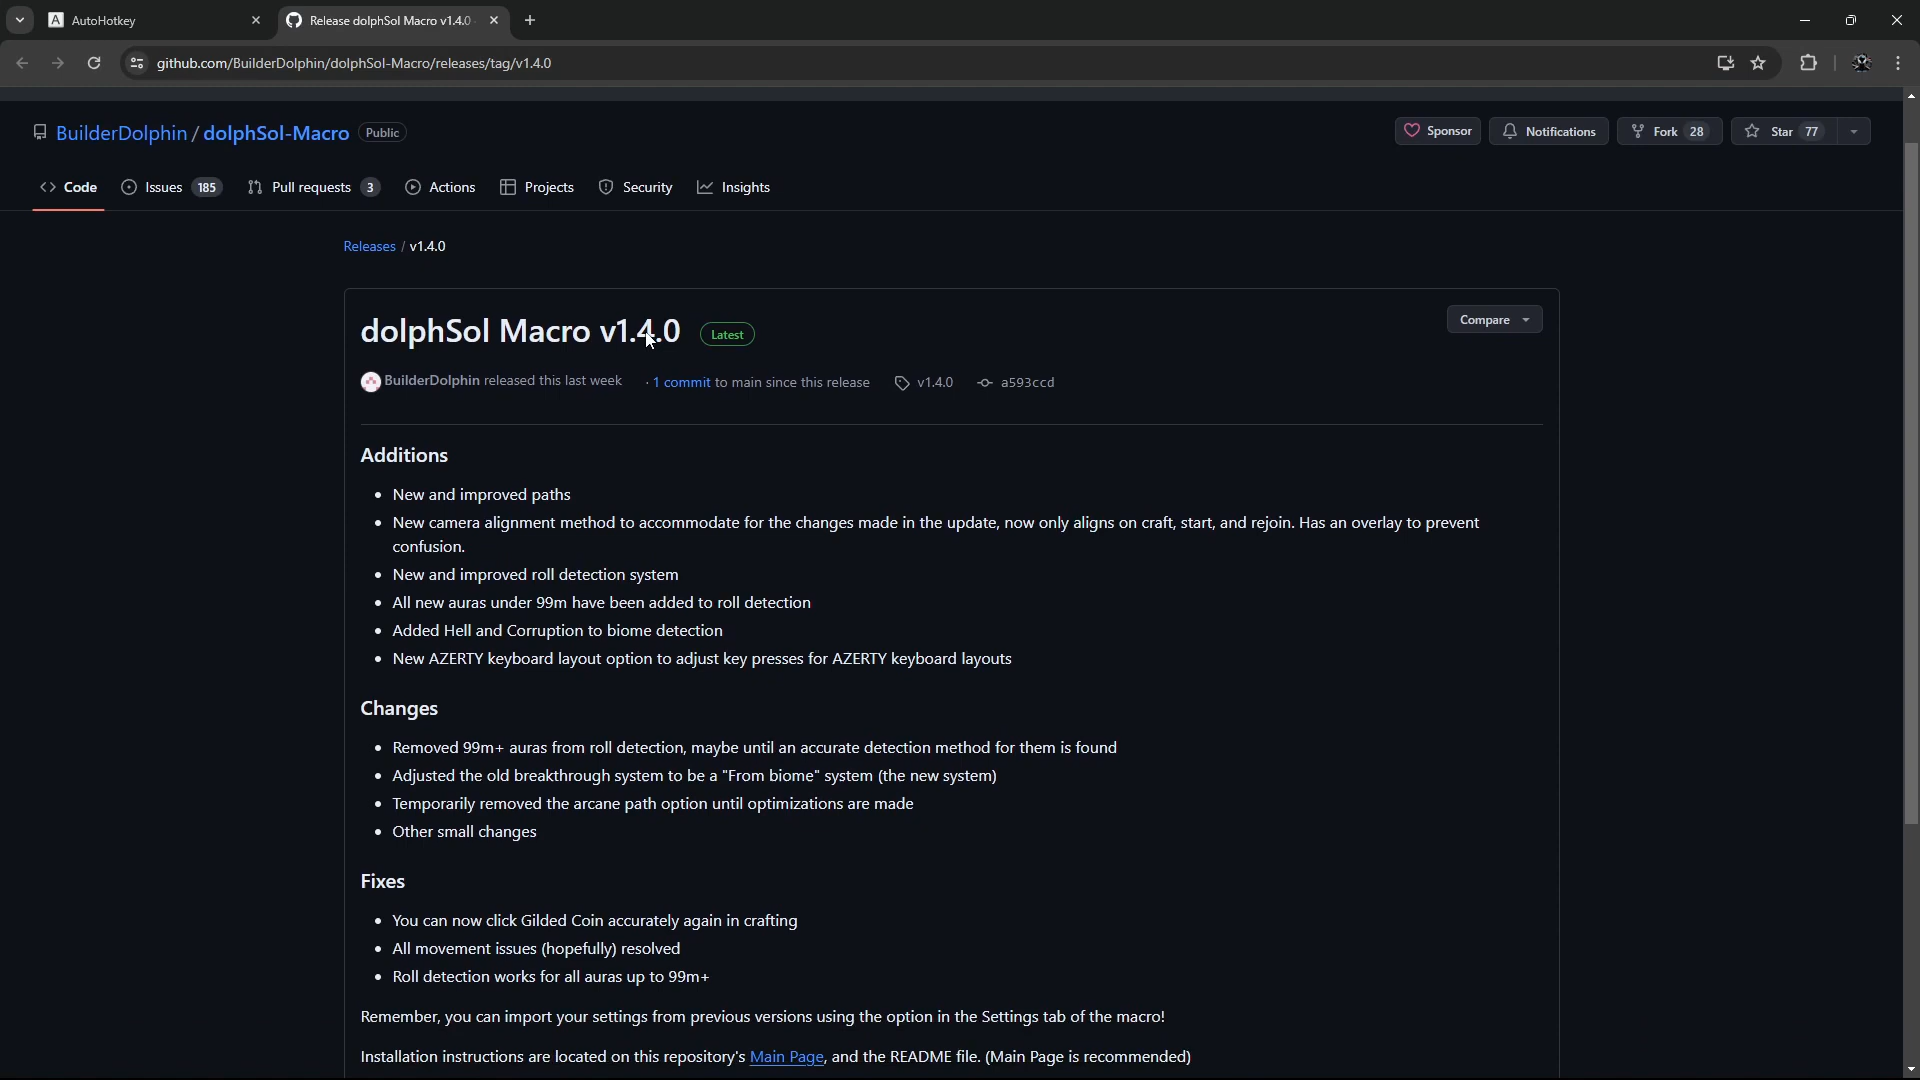 AutoHotkey
Release dolphSol Macro v1.4.0
github.com/BuilderDolphin/dolphSol-Macro/releases/tag/v1.4.0
BuilderDolphin / dolphSol-Macro Public
Sponsor Notifications Fork 28 Star 77
Code Issues 185 Pull requests 3 Actions Projects Security Insights
Releases / v1.4.0
dolphSol Macro v1.4.0 Latest
Compare
BuilderDolphin released this last week · 1 commit to main since this release v1.4.0 a593ccd
Additions
• New and improved paths
• New camera alignment method to accommodate for the changes made in the update, now only aligns on craft, start, and rejoin. Has an overlay to prevent
confusion.
• New and improved roll detection system
• All new auras under 99m have been added to roll detection
• Added Hell and Corruption to biome detection
• New AZERTY keyboard layout option to adjust key presses for AZERTY keyboard layouts
Changes
• Removed 99m+ auras from roll detection, maybe until an accurate detection method for them is found
• Adjusted the old breakthrough system to be a "From biome" system (the new system)
• Temporarily removed the arcane path option until optimizations are made
• Other small changes
Fixes
• You can now click Gilded Coin accurately again in crafting
• All movement issues (hopefully) resolved
• Roll detection works for all auras up to 99m+
Remember, you can import your settings from previous versions using the option in the Settings tab of the macro!
Installation instructions are located on this repository's Main Page, and the README file. (Main Page is recommended)